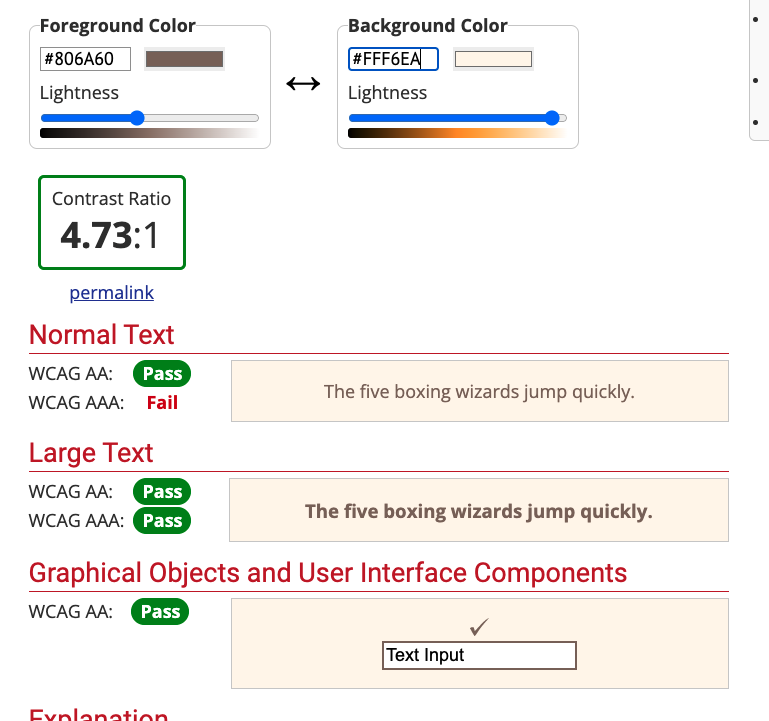 Foreground Color
#806A60
Lightness
Background Color
#FFF6EA
Lightness
Contrast Ratio
4.73:1
permalink
Normal Text
WCAG AA: Pass
WCAG AAA: Fail
The five boxing wizards jump quickly.
Large Text
WCAG AA: Pass
WCAG AAA: Pass
The five boxing wizards jump quickly.
Graphical Objects and User Interface Components
WCAG AA: Pass
Text Input
Explanation